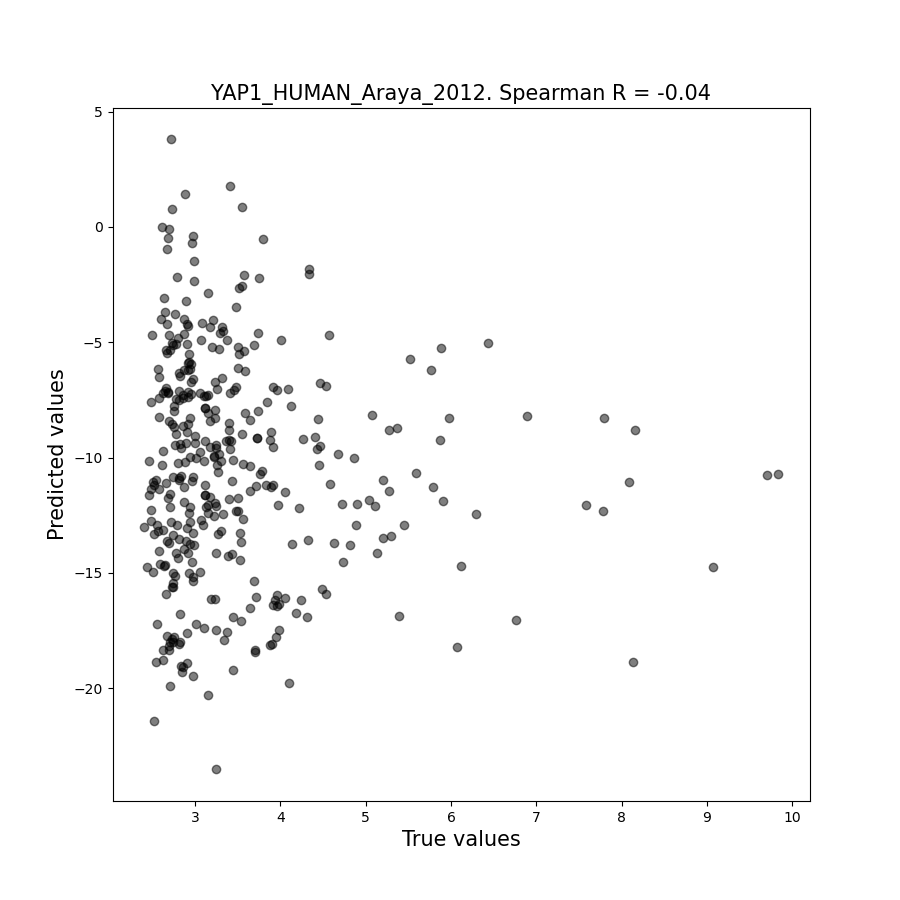 YAP1_HUMAN_Araya_2012. Spearman R = -0.04
5
0
−5
−10
−15
−20
Predicted values
3 4 5 6 7 8 9 10
True values